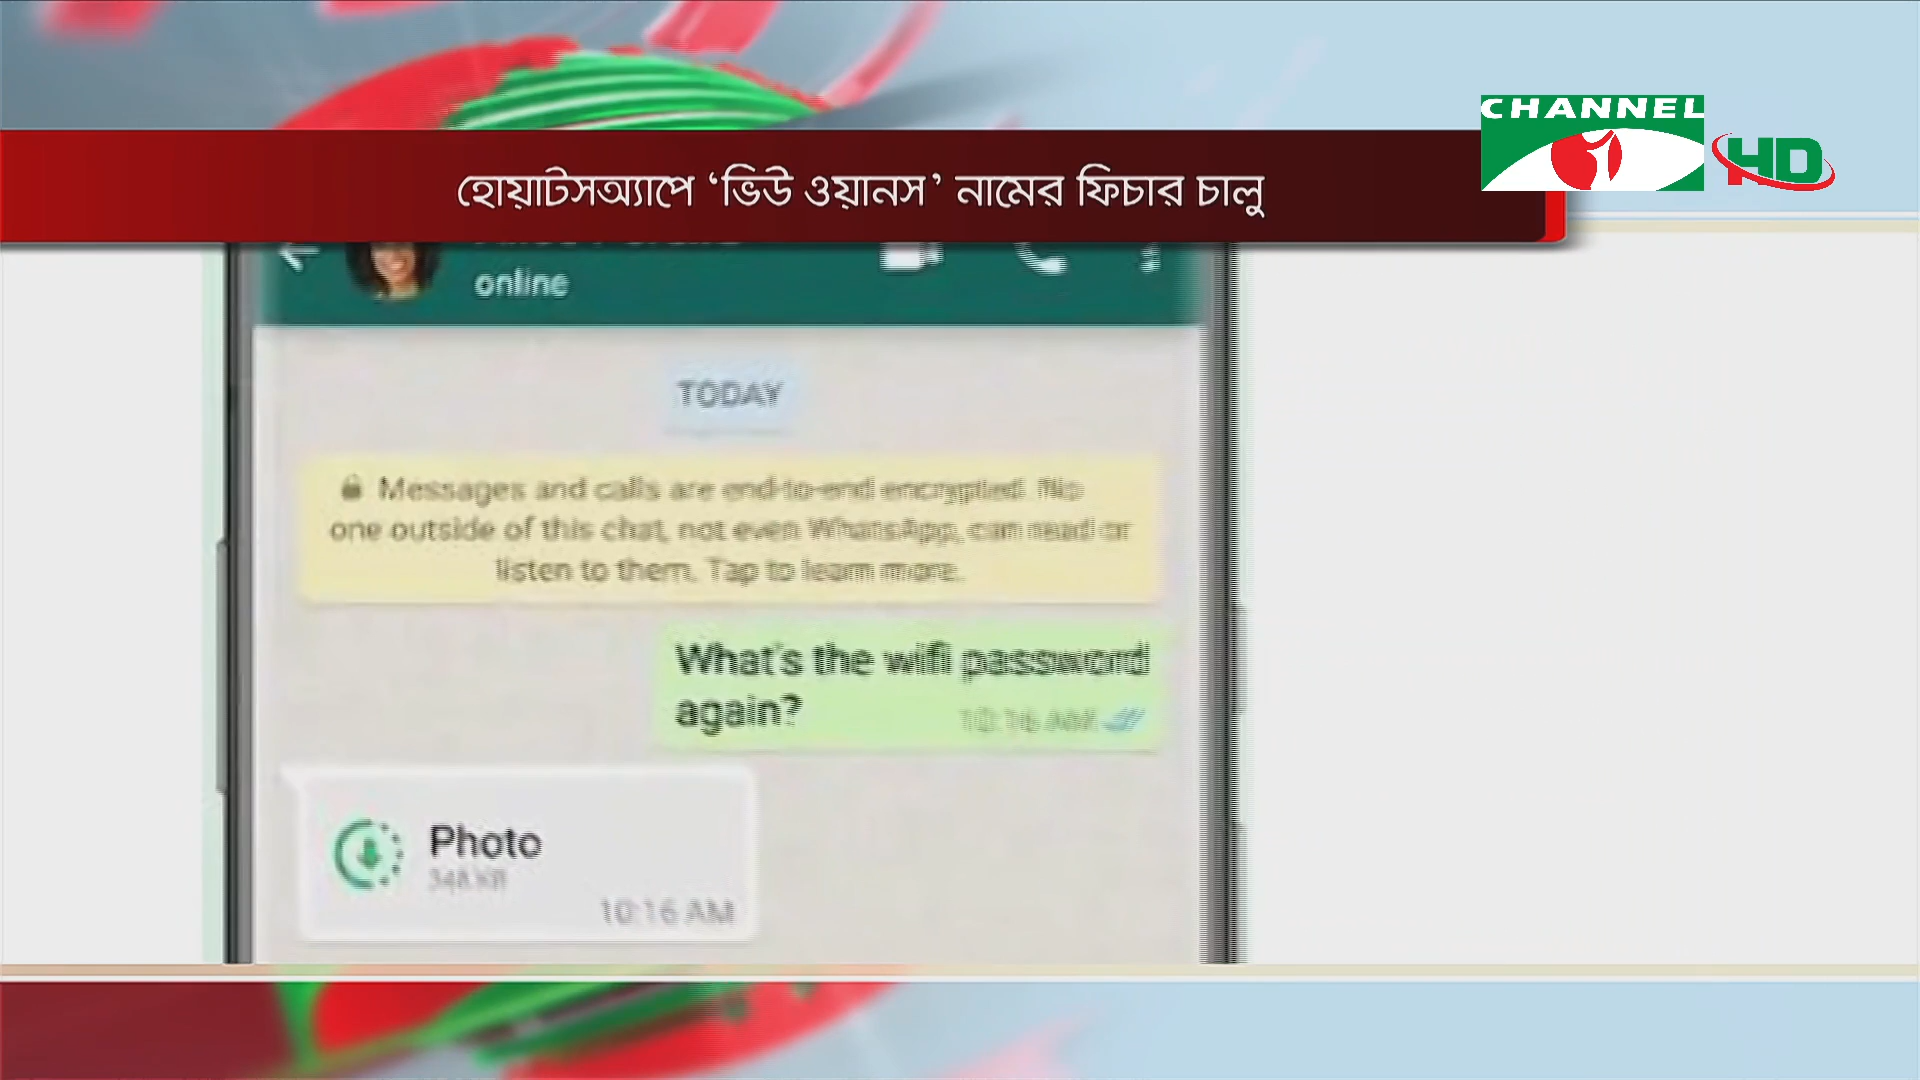 CHANNEL
i
HD
হোয়াটসঅ্যাপে ‘ভিউ ওয়ানস’ নামের ফিচার চালু
online
TODAY
Messages and calls are end-to-end encrypted. No
one outside of this chat, not even WhatsApp, can read or
listen to them. Tap to learn more.
What's the wifi password
again?
10:16 AM
Photo
10:16 AM